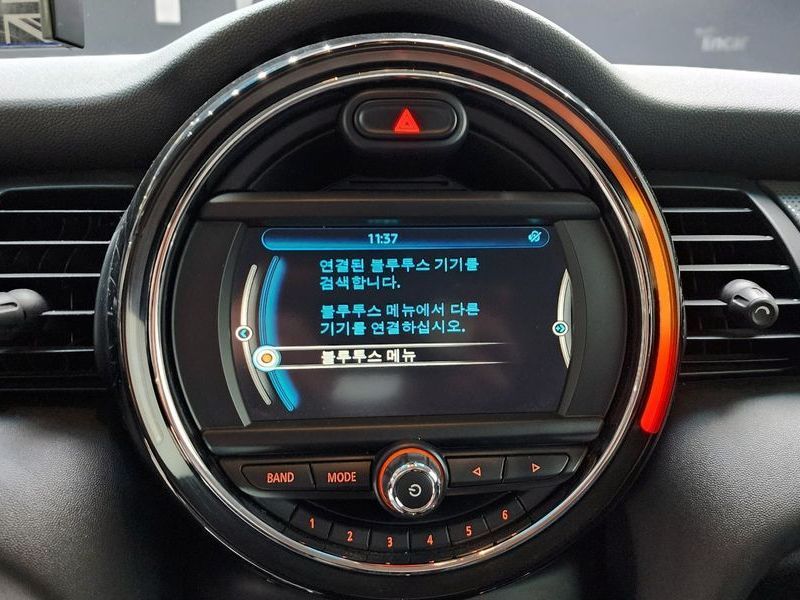 Encar
11:37
연결된 블루투스 기기를
검색합니다.
블루투스 메뉴에서 다른
기기를 연결하십시오.
블루투스 메뉴
BAND
MODE
1
2
3
4
5
6